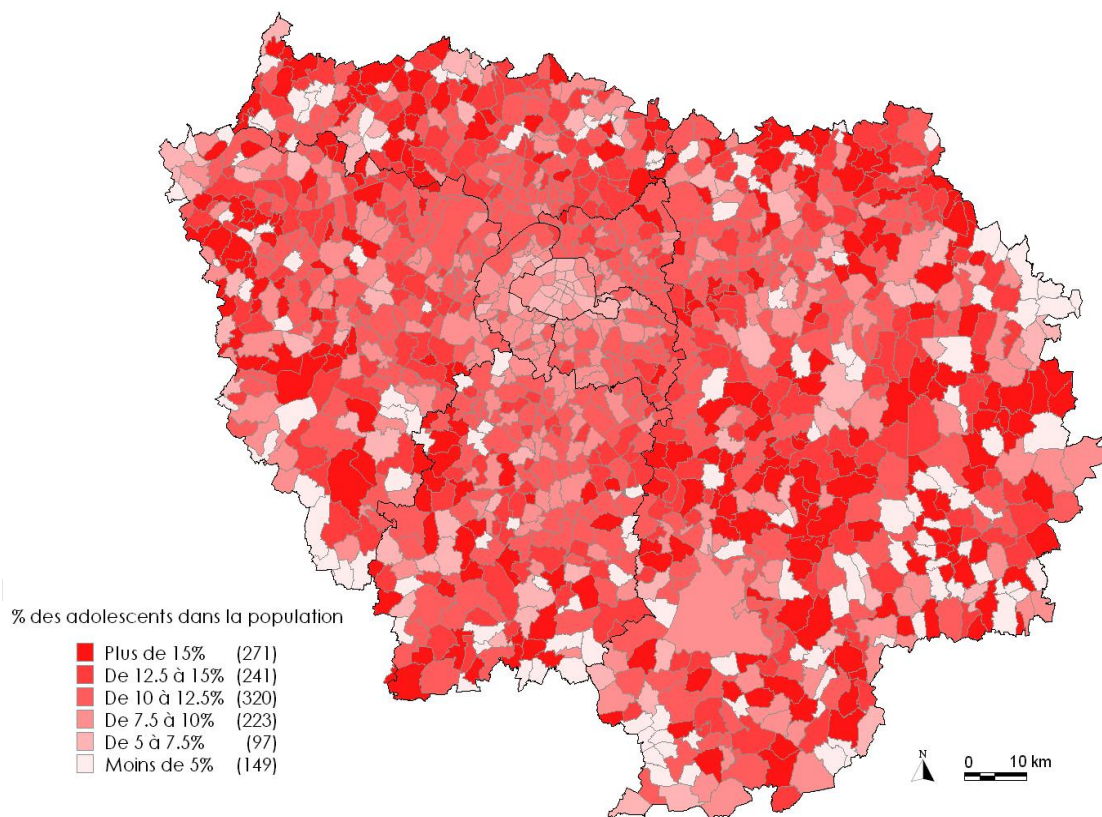 % des adolescents dans la population
Plus de 15% (271)
De 12.5 à 15% (241)
De 10 à 12.5% (320)
De 7.5 à 10% (223)
De 5 à 7.5% (97)
Moins de 5% (149)
N
0 10 km